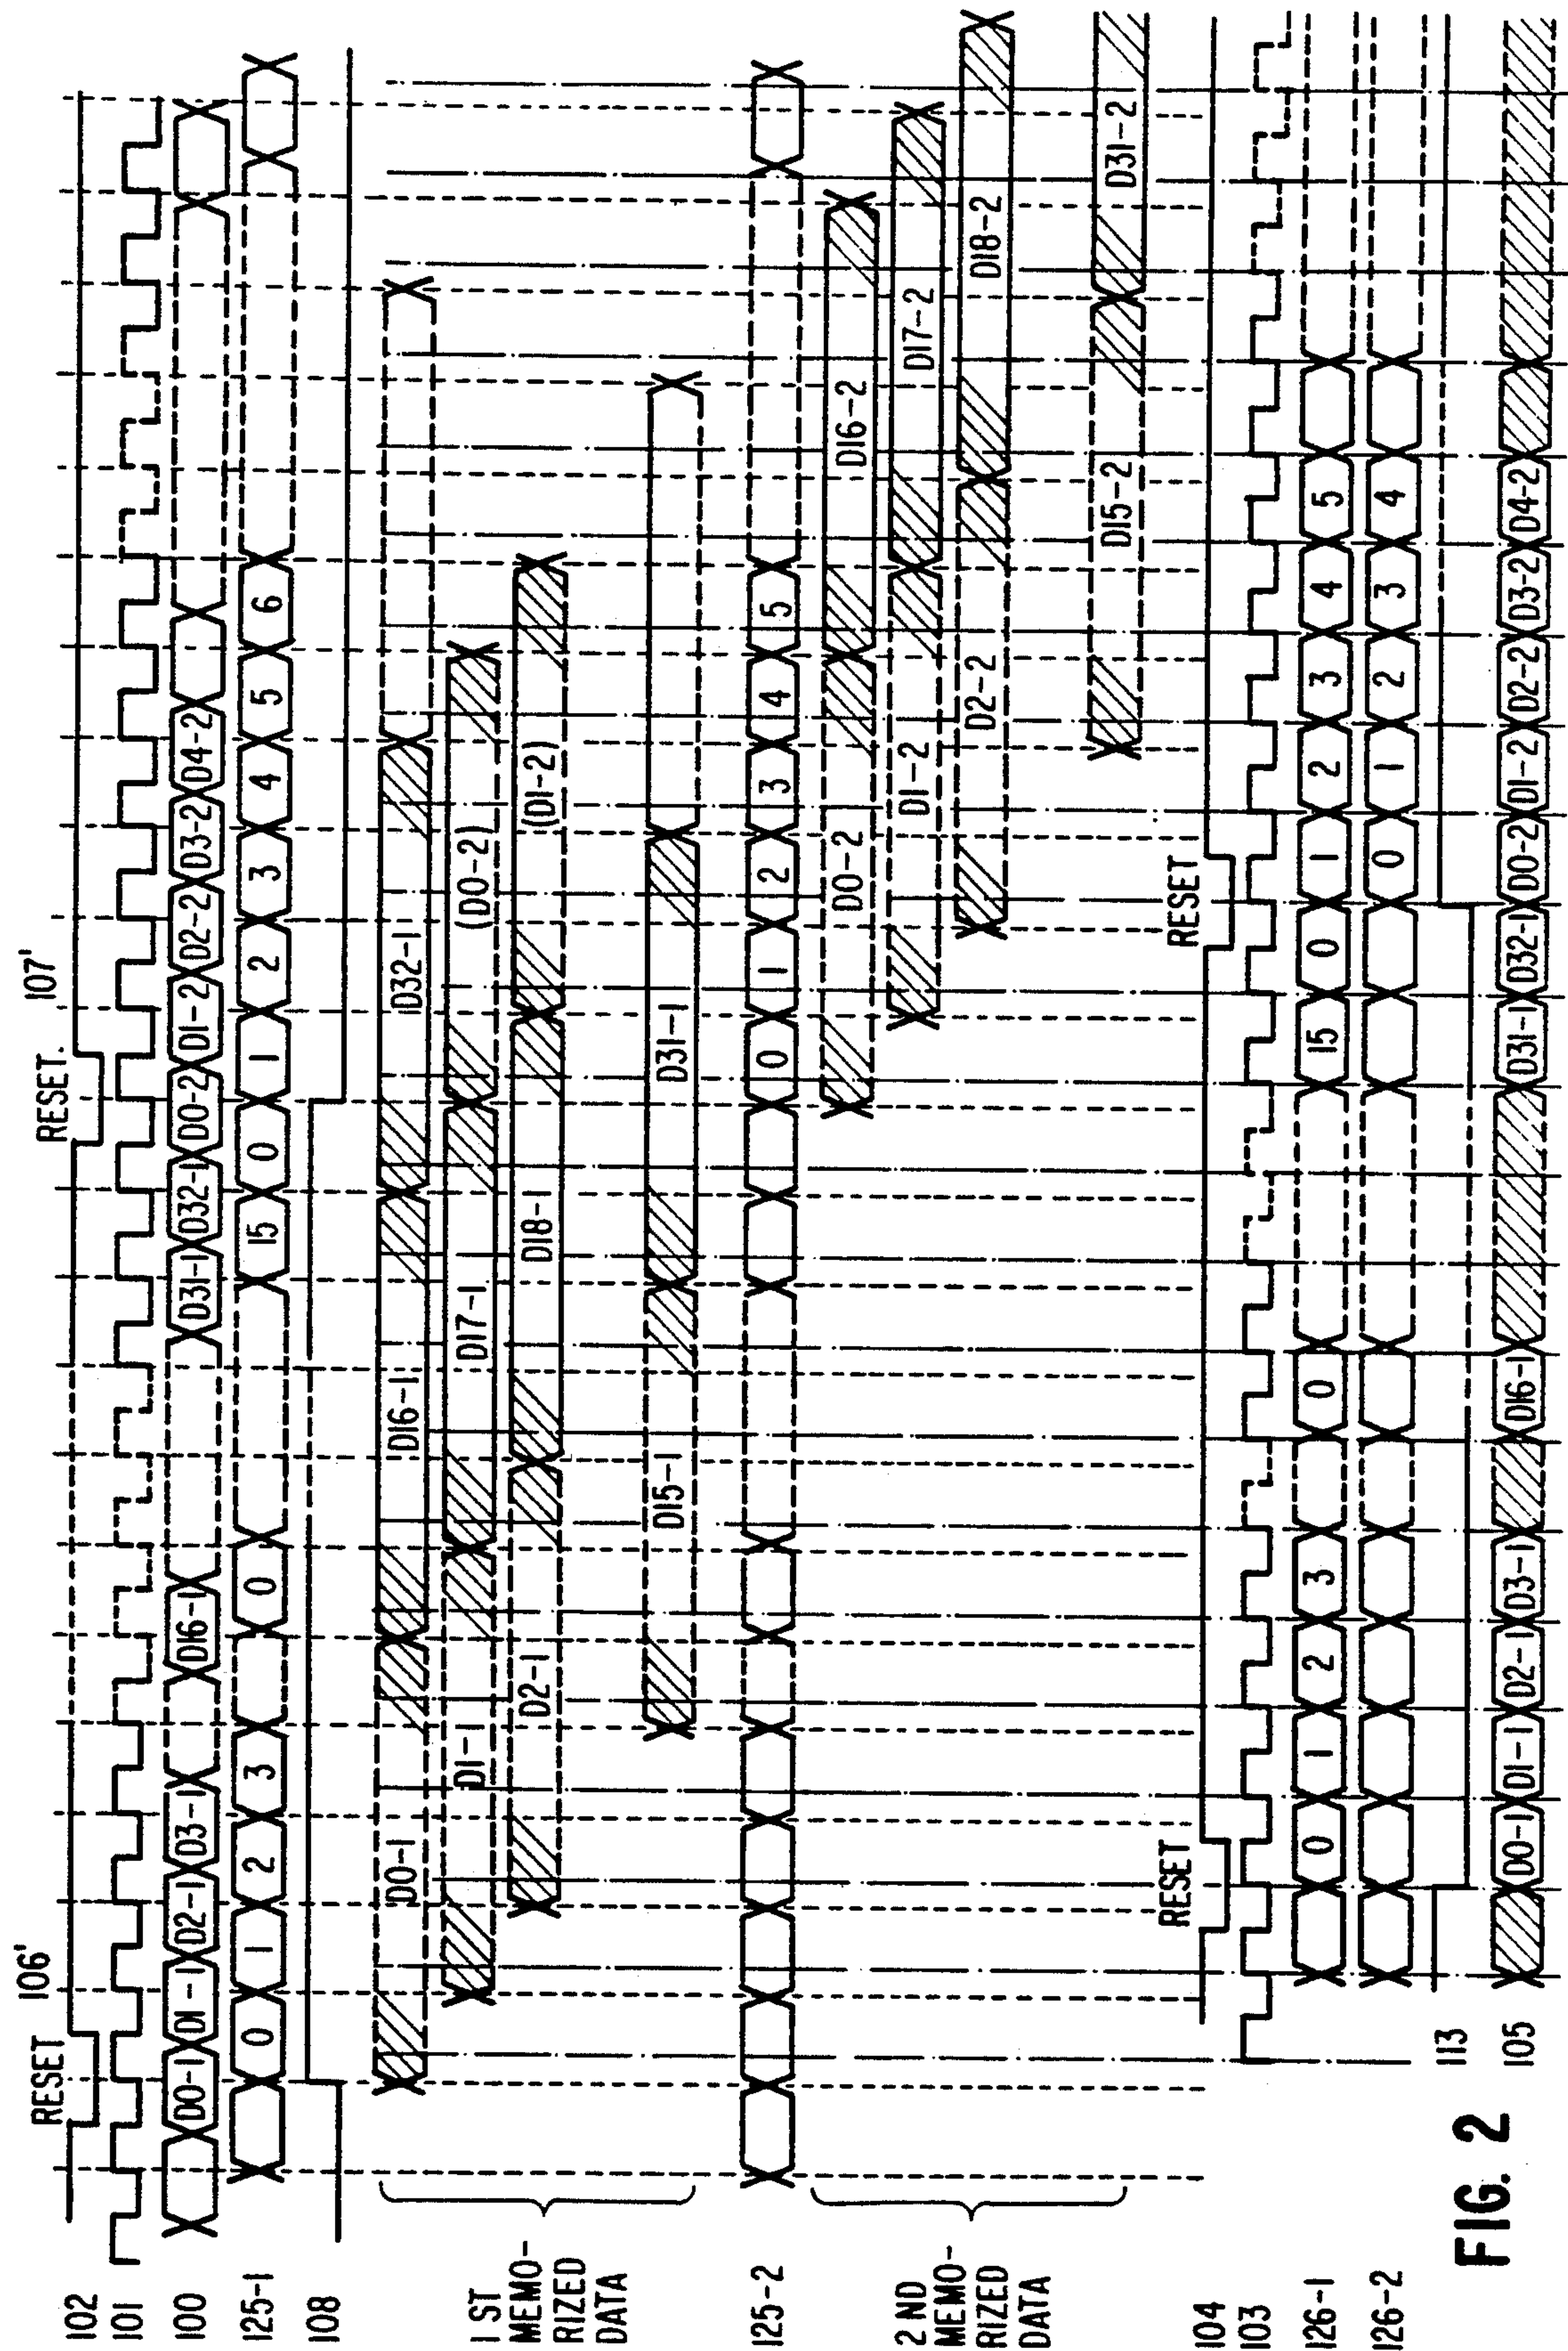 RESET 106' RESET. 107'
102
101
100 D0-1 D1-1 D2-1 D3-1 D16-1 D31-1 D32-1 D0-2 D1-2 D2-2 D3-2 D4-2
125-1 0 1 2 3 0 15 0 1 2 3 4 5 6
108
1 ST
MEMO-
RIZED
DATA
D0-1 D16-1 D32-1
D1-1 D17-1 (D0-2)
D2-1 D18-1 (D1-2)
D15-1 D31-1
125-2 0 1 2 3 4 5
2 ND
MEMO-
RIZED
DATA
D0-2 D16-2
D1-2 D17-2
D2-2 D18-2
D15-2 D31-2
RESET RESET
104
103
126-1 0 1 2 3 0 15 0 1 2 3 4 5
126-2 0 1 2 3 4
113
105 D0-1 D1-1 D2-1 D3-1 D16-1 D31-1 D32-1 D0-2 D1-2 D2-2 D3-2 D4-2
FIG. 2